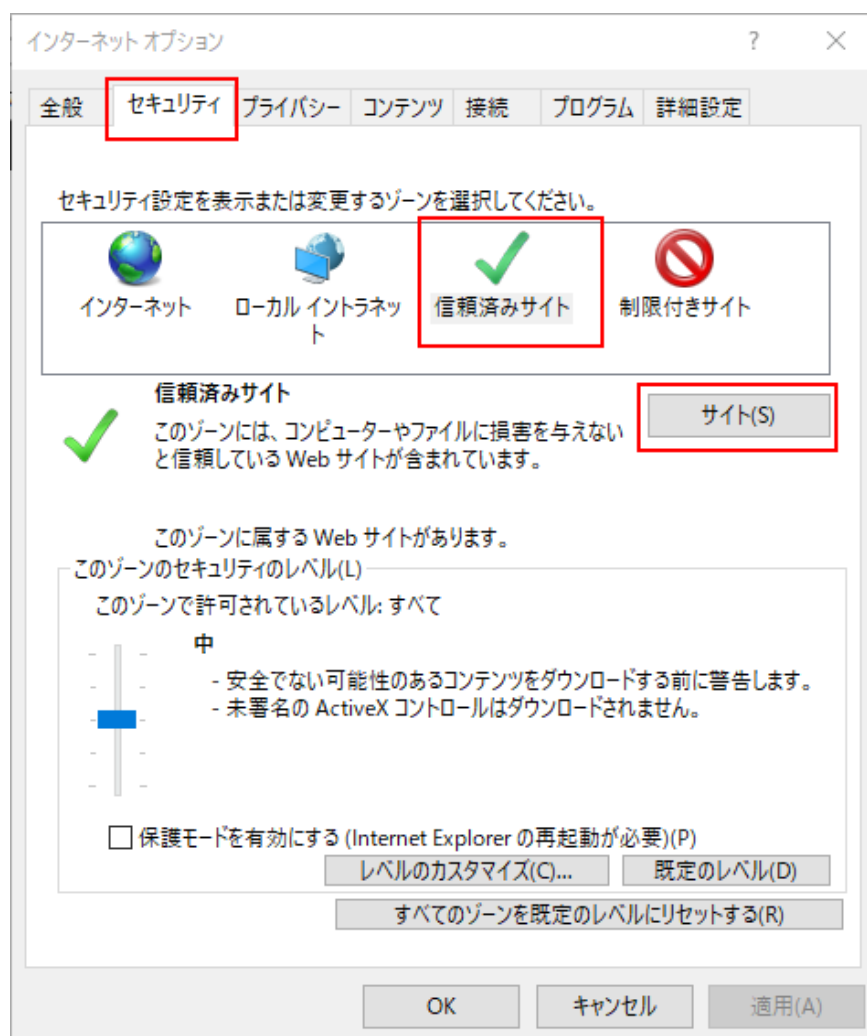 インターネット オプション
?
全般 セキュリティ プライバシー コンテンツ 接続 プログラム 詳細設定
セキュリティ設定を表示または変更するゾーンを選択してください。
インターネット
ローカル イントラネッ
ト
信頼済みサイト
制限付きサイト
信頼済みサイト
サイト(S)
このゾーンには、コンピューターやファイルに損害を与えない
と信頼している Web サイトが含まれています。
このゾーンに属する Web サイトがあります。
このゾーンのセキュリティのレベル(L)
このゾーンで許可されているレベル: すべて
中
- 安全でない可能性のあるコンテンツをダウンロードする前に警告します。
- 未署名の ActiveX コントロールはダウンロードされません。
保護モードを有効にする (Internet Explorer の再起動が必要)(P)
レベルのカスタマイズ(C)... 既定のレベル(D)
すべてのゾーンを既定のレベルにリセットする(R)
OK キャンセル 適用(A)